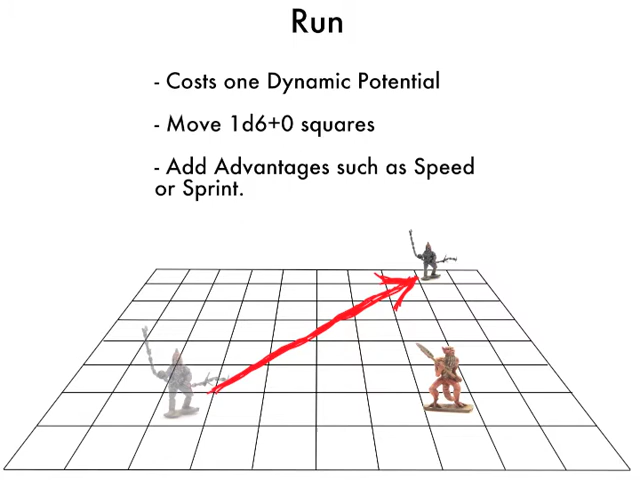 Run
- Costs one Dynamic Potential
- Move 1d6+0 squares
- Add Advantages such as Speed
or Sprint.